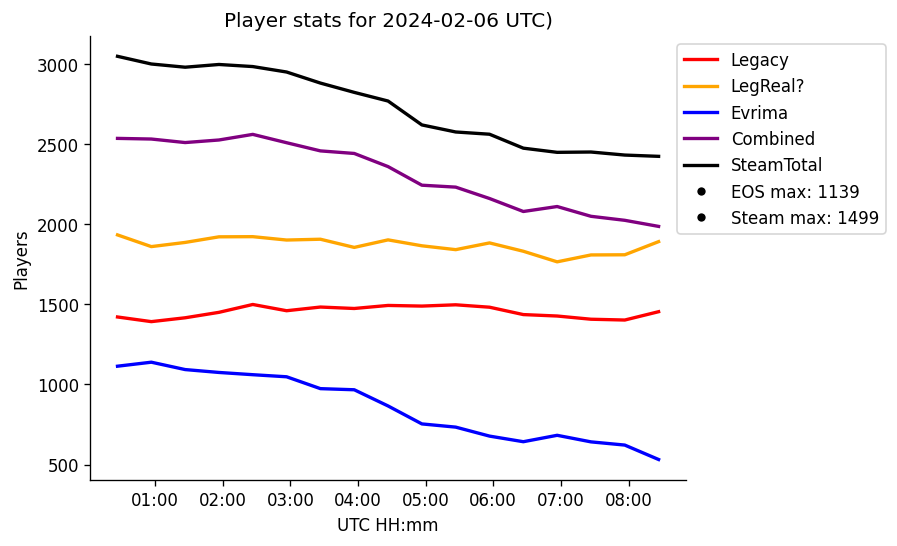 Player stats for 2024-02-06 UTC)
Legacy
LegReal?
Evrima
Combined
SteamTotal
EOS max: 1139
Steam max: 1499
Players
3000
2500
2000
1500
1000
500
01:00 02:00 03:00 04:00 05:00 06:00 07:00 08:00
UTC HH:mm